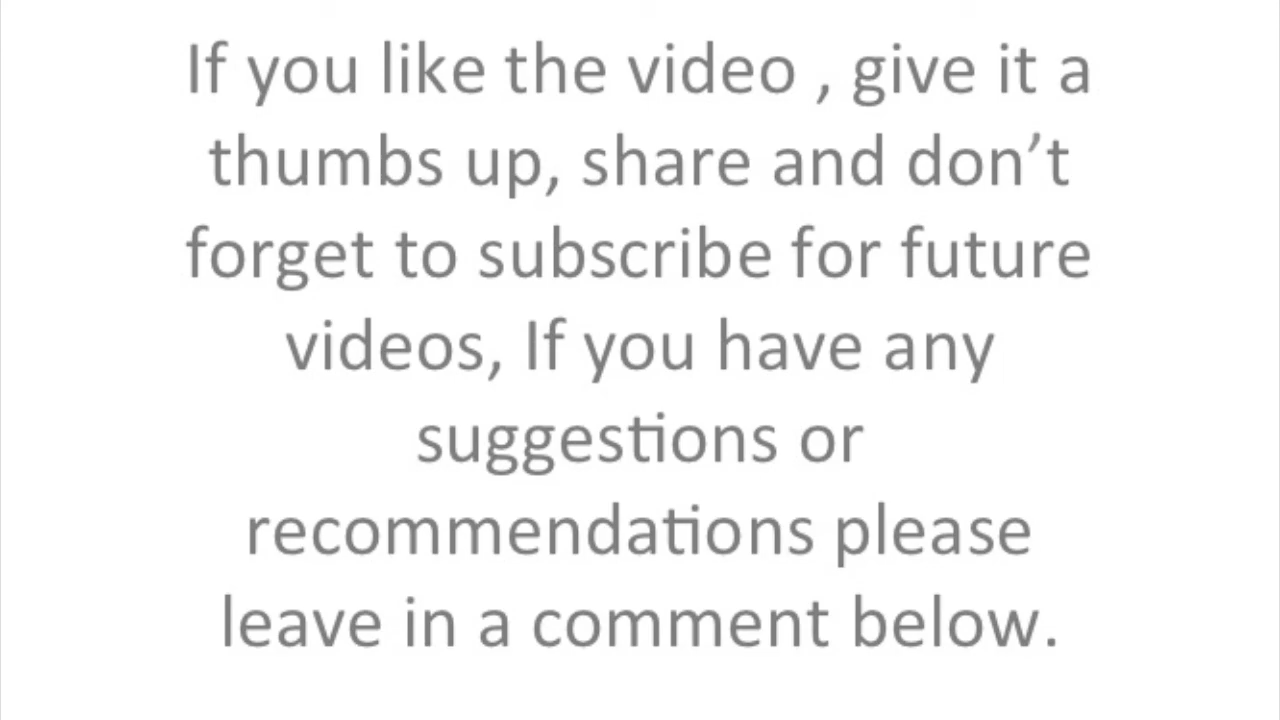 If you like the video , give it a
thumbs up, share and don’t
forget to subscribe for future
videos, If you have any
suggestions or
recommendations please
leave in a comment below.